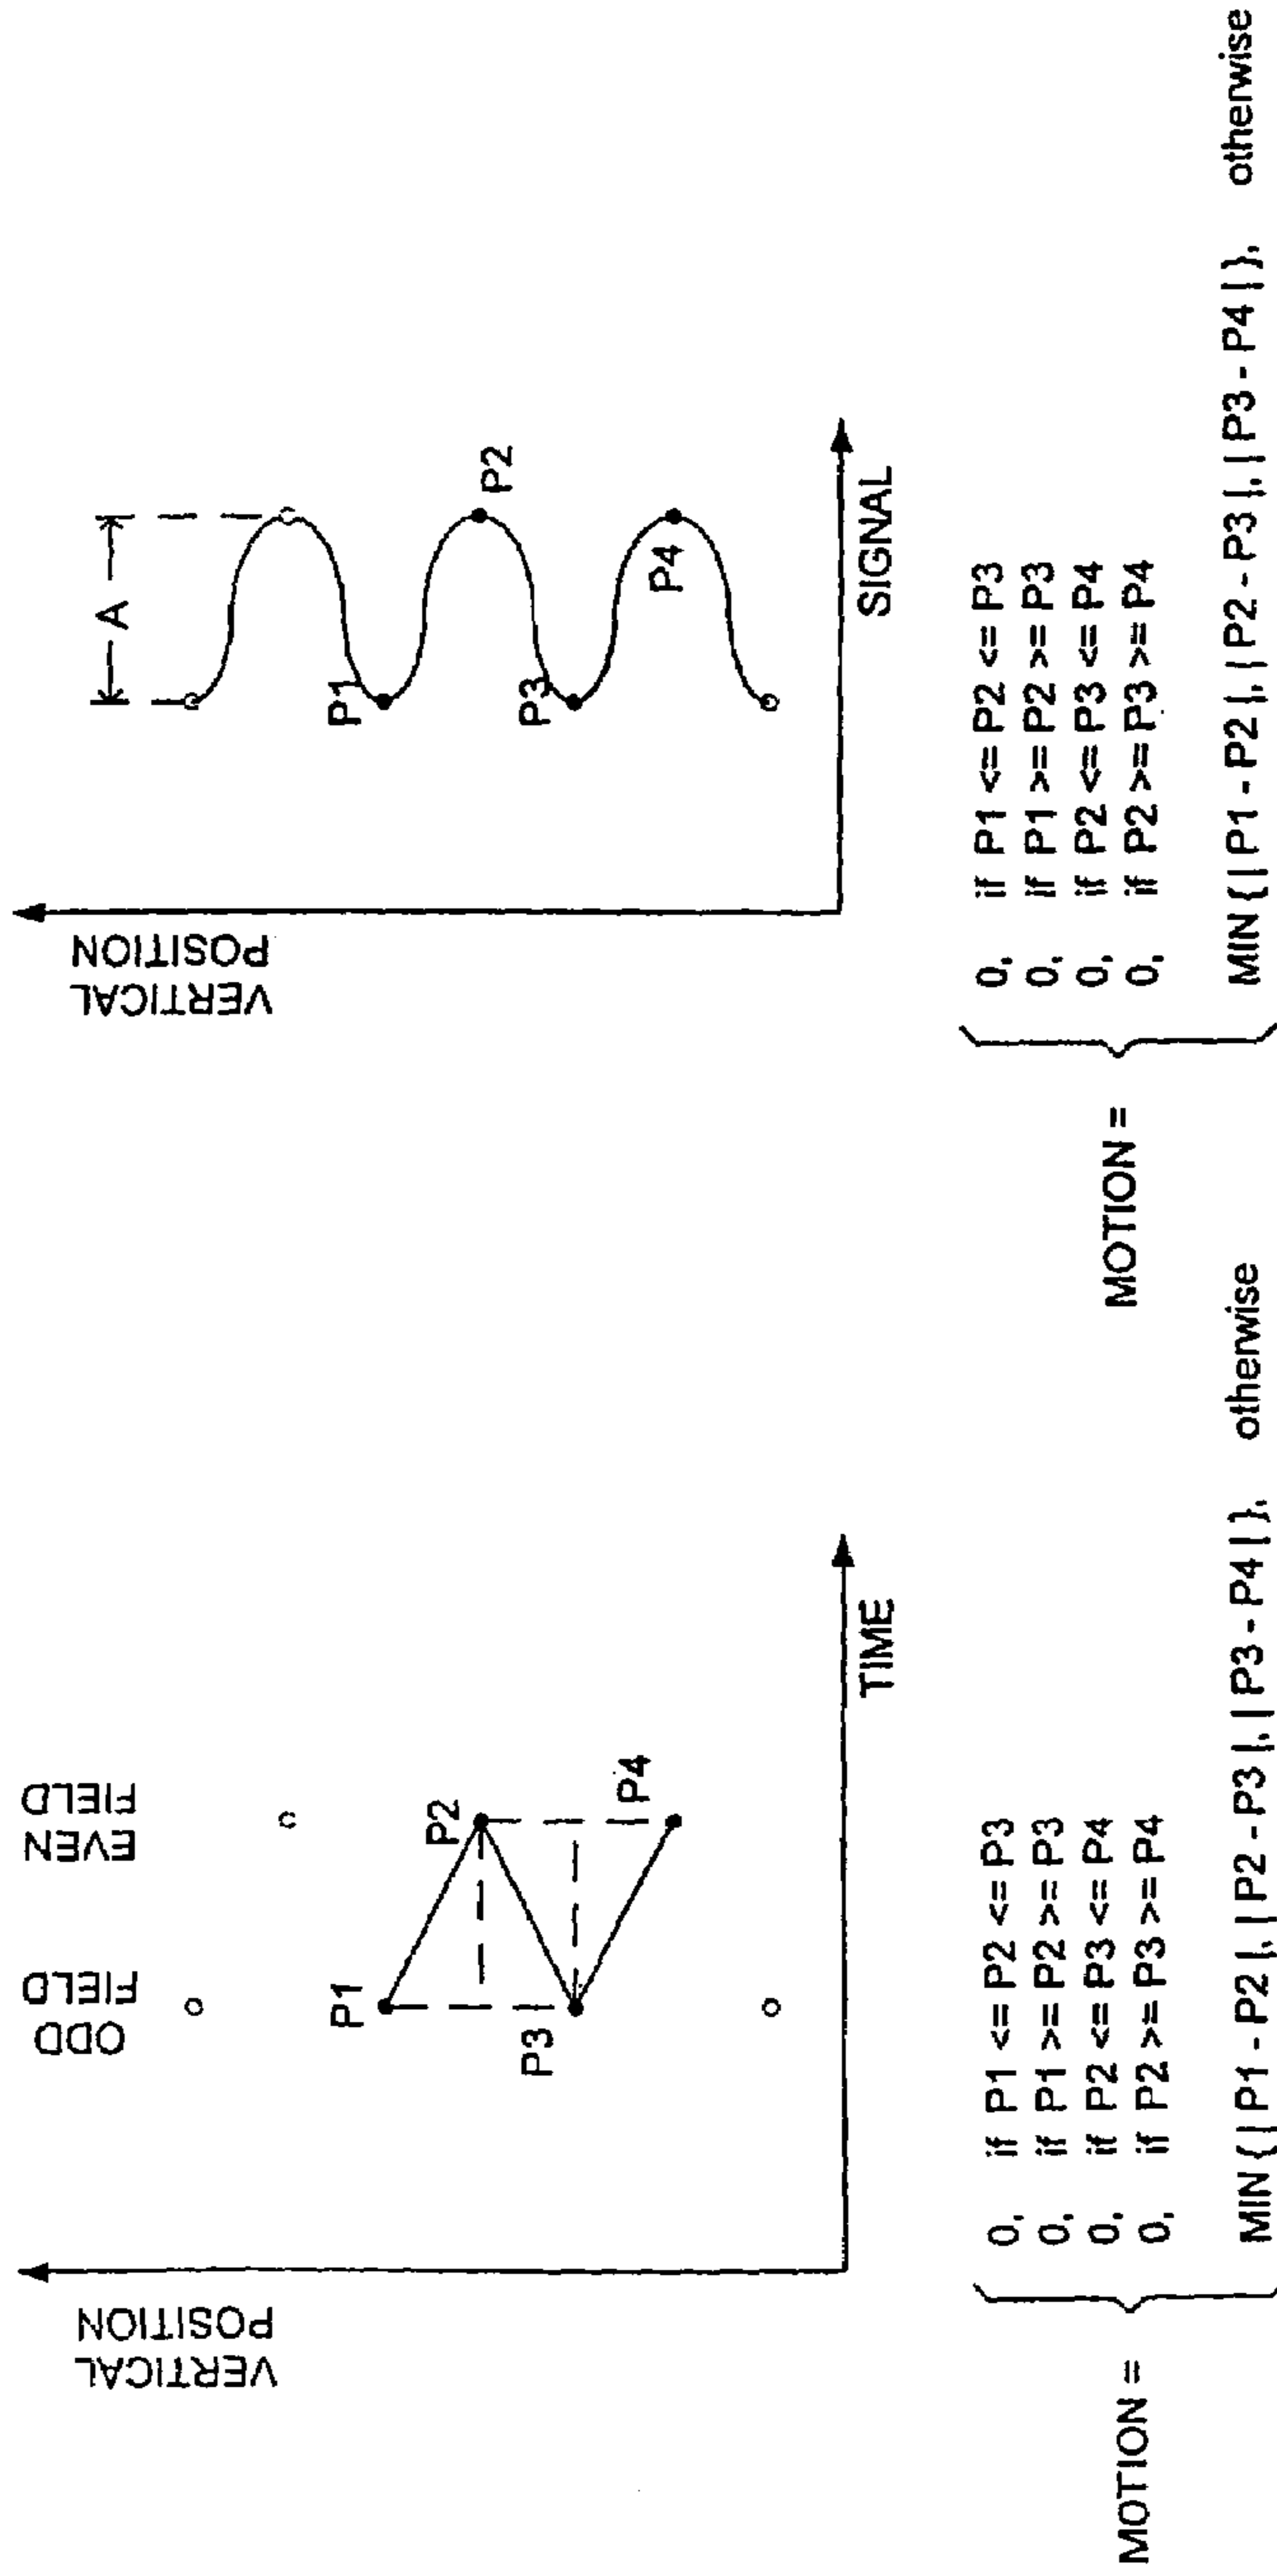 VERTICAL
POSITION
ODD
FIELD
EVEN
FIELD
P1
P2
P3
P4
TIME
MOTION =
0, if P1 <= P2 <= P3
0, if P1 >= P2 >= P3
0, if P2 <= P3 <= P4
0, if P2 >= P3 >= P4
MIN { | P1 - P2 |, | P2 - P3 |, | P3 - P4 | }, otherwise
VERTICAL
POSITION
A
P1
P2
P3
P4
SIGNAL
MOTION =
0, if P1 <= P2 <= P3
0, if P1 >= P2 >= P3
0, if P2 <= P3 <= P4
0, if P2 >= P3 >= P4
MIN { | P1 - P2 |, | P2 - P3 |, | P3 - P4 | }, otherwise